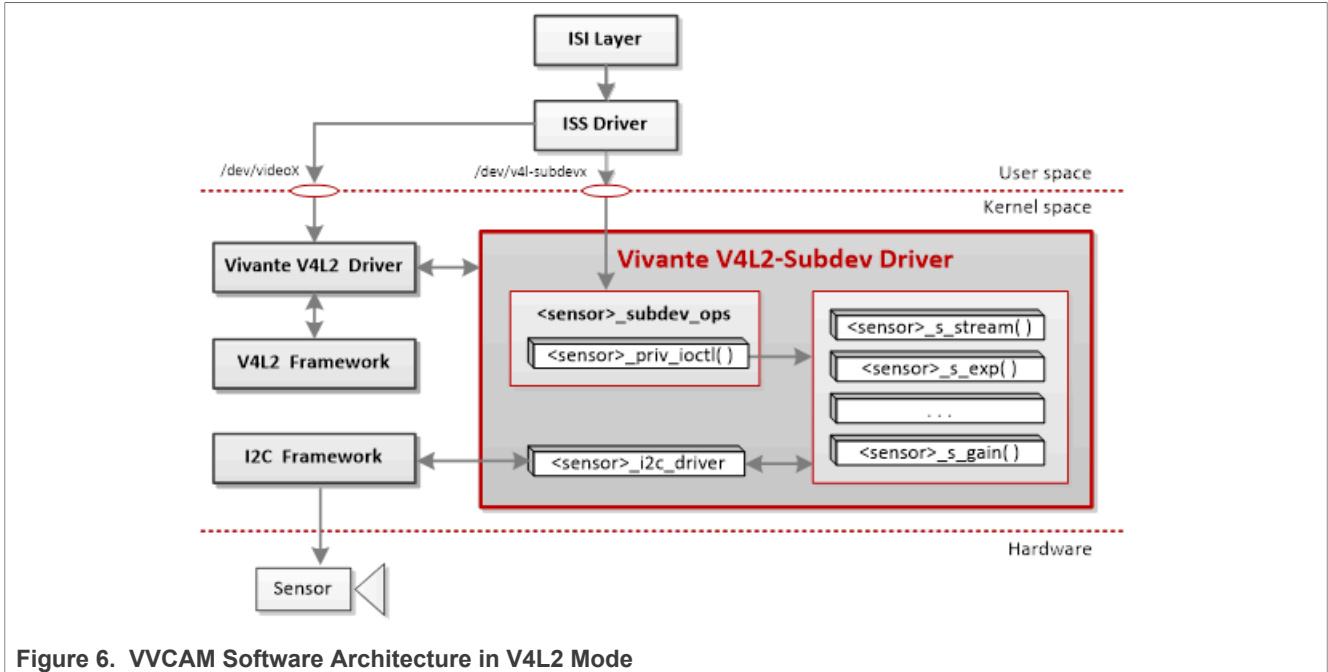 ISI Layer
ISS Driver
/dev/videoX
/dev/v4l-subdevx
User space
Kernel space
Vivante V4L2 Driver
Vivante V4L2-Subdev Driver
<sensor>_subdev_ops
<sensor>_priv_ioctl( )
<sensor>_s_stream( )
<sensor>_s_exp( )
. . .
<sensor>_s_gain( )
V4L2 Framework
I2C Framework
<sensor>_i2c_driver
Hardware
Sensor
Figure 6. VVCAM Software Architecture in V4L2 Mode